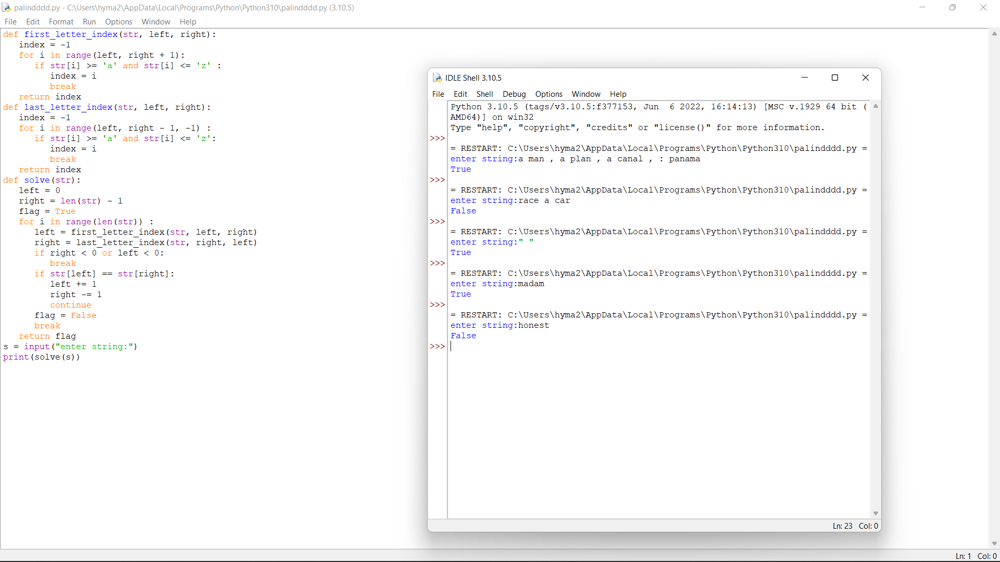 palindddd.py - C:\Users\hyma2\AppData\Local\Programs\Python\Python310\palindddd.py (3.10.5)
File Edit Format Run Options Window Help
def first_letter_index(str, left, right):
   index = -1
   for i in range(left, right + 1):
      if str[i] >= 'a' and str[i] <= 'z' :
         index = i
         break
   return index
def last_letter_index(str, left, right):
   index = -1
   for i in range(left, right - 1, -1) :
      if str[i] >= 'a' and str[i] <= 'z':
         index = i
         break
   return index
def solve(str):
   left = 0
   right = len(str) - 1
   flag = True
   for i in range(len(str)) :
      left = first_letter_index(str, left, right)
      right = last_letter_index(str, right, left)
      if right < 0 or left < 0:
         break
      if str[left] == str[right]:
         left += 1
         right -= 1
         continue
      flag = False
      break
   return flag
s = input("enter string:")
print(solve(s))
Ln: 1 Col: 0
IDLE Shell 3.10.5
File Edit Shell Debug Options Window Help
Python 3.10.5 (tags/v3.10.5:f377153, Jun  6 2022, 16:14:13) [MSC v.1929 64 bit (
AMD64)] on win32
Type "help", "copyright", "credits" or "license()" for more information.
>>>
= RESTART: C:\Users\hyma2\AppData\Local\Programs\Python\Python310\palindddd.py =
enter string:a man , a plan , a canal , : panama
True
>>>
= RESTART: C:\Users\hyma2\AppData\Local\Programs\Python\Python310\palindddd.py =
enter string:race a car
False
>>>
= RESTART: C:\Users\hyma2\AppData\Local\Programs\Python\Python310\palindddd.py =
enter string:" "
True
>>>
= RESTART: C:\Users\hyma2\AppData\Local\Programs\Python\Python310\palindddd.py =
enter string:madam
True
>>>
= RESTART: C:\Users\hyma2\AppData\Local\Programs\Python\Python310\palindddd.py =
enter string:honest
False
>>>
Ln: 23 Col: 0